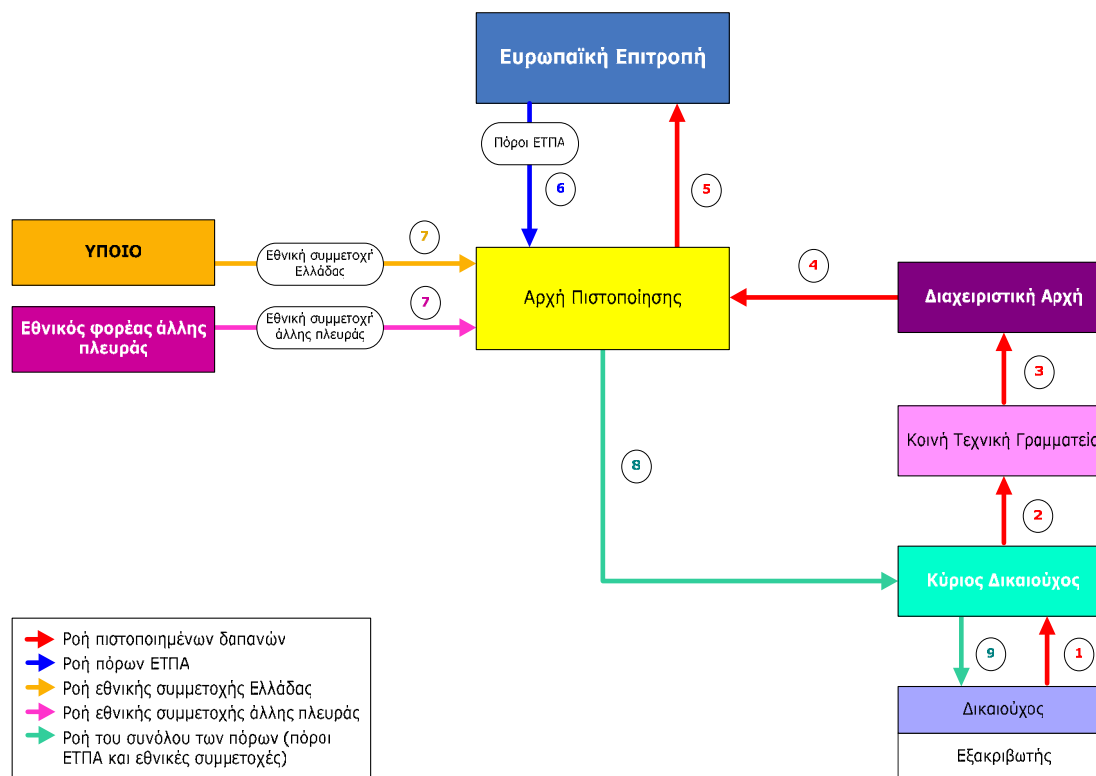 Ευρωπαϊκή Επιτροπή
Πόροι ΕΤΠΑ
6
5
ΥΠΟΙΟ
Εθνική συμμετοχή
Ελλάδας
7
Αρχή Πιστοποίησης
4
Διαχειριστική Αρχή
Εθνικός φορέας άλλης
πλευράς
Εθνική συμμετοχή
άλλης πλευράς
7
3
Κοινή Τεχνική Γραμματεία
8
2
Κύριος Δικαιούχος
9
1
Δικαιούχος
Εξακριβωτής
Ροή πιστοποιημένων δαπανών
Ροή πόρων ΕΤΠΑ
Ροή εθνικής συμμετοχής Ελλάδας
Ροή εθνικής συμμετοχής άλλης πλευράς
Ροή του συνόλου των πόρων (πόροι
ΕΤΠΑ και εθνικές συμμετοχές)